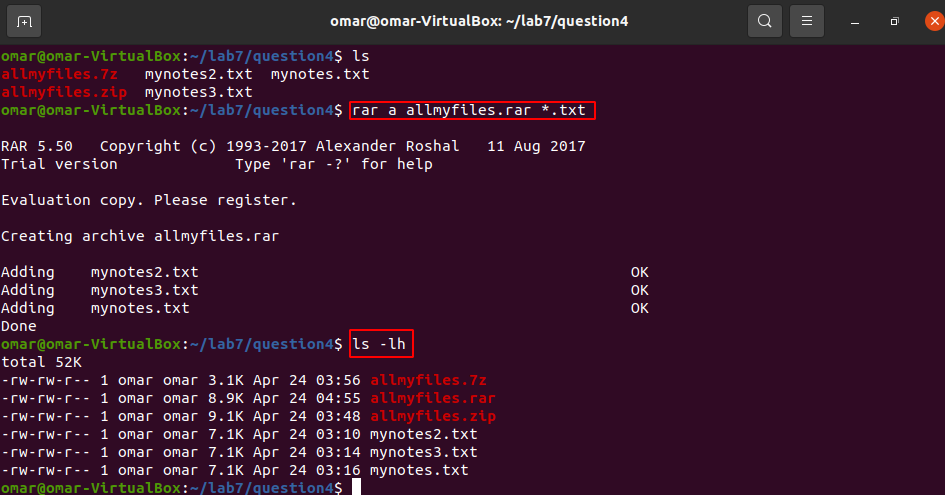 omar@omar-VirtualBox: ~/lab7/question4
omar@omar-VirtualBox:~/lab7/question4$ ls
allmyfiles.7z   mynotes2.txt  mynotes.txt
allmyfiles.zip  mynotes3.txt
omar@omar-VirtualBox:~/lab7/question4$ rar a allmyfiles.rar *.txt
RAR 5.50   Copyright (c) 1993-2017 Alexander Roshal   11 Aug 2017
Trial version             Type 'rar -?' for help
Evaluation copy. Please register.
Creating archive allmyfiles.rar
Adding    mynotes2.txt                                                OK
Adding    mynotes3.txt                                                OK
Adding    mynotes.txt                                                 OK
Done
omar@omar-VirtualBox:~/lab7/question4$ ls -lh
total 52K
-rw-rw-r-- 1 omar omar 3.1K Apr 24 03:56 allmyfiles.7z
-rw-rw-r-- 1 omar omar 8.9K Apr 24 04:55 allmyfiles.rar
-rw-rw-r-- 1 omar omar 9.1K Apr 24 03:48 allmyfiles.zip
-rw-rw-r-- 1 omar omar 7.1K Apr 24 03:10 mynotes2.txt
-rw-rw-r-- 1 omar omar 7.1K Apr 24 03:14 mynotes3.txt
-rw-rw-r-- 1 omar omar 7.1K Apr 24 03:16 mynotes.txt
omar@omar-VirtualBox:~/lab7/question4$